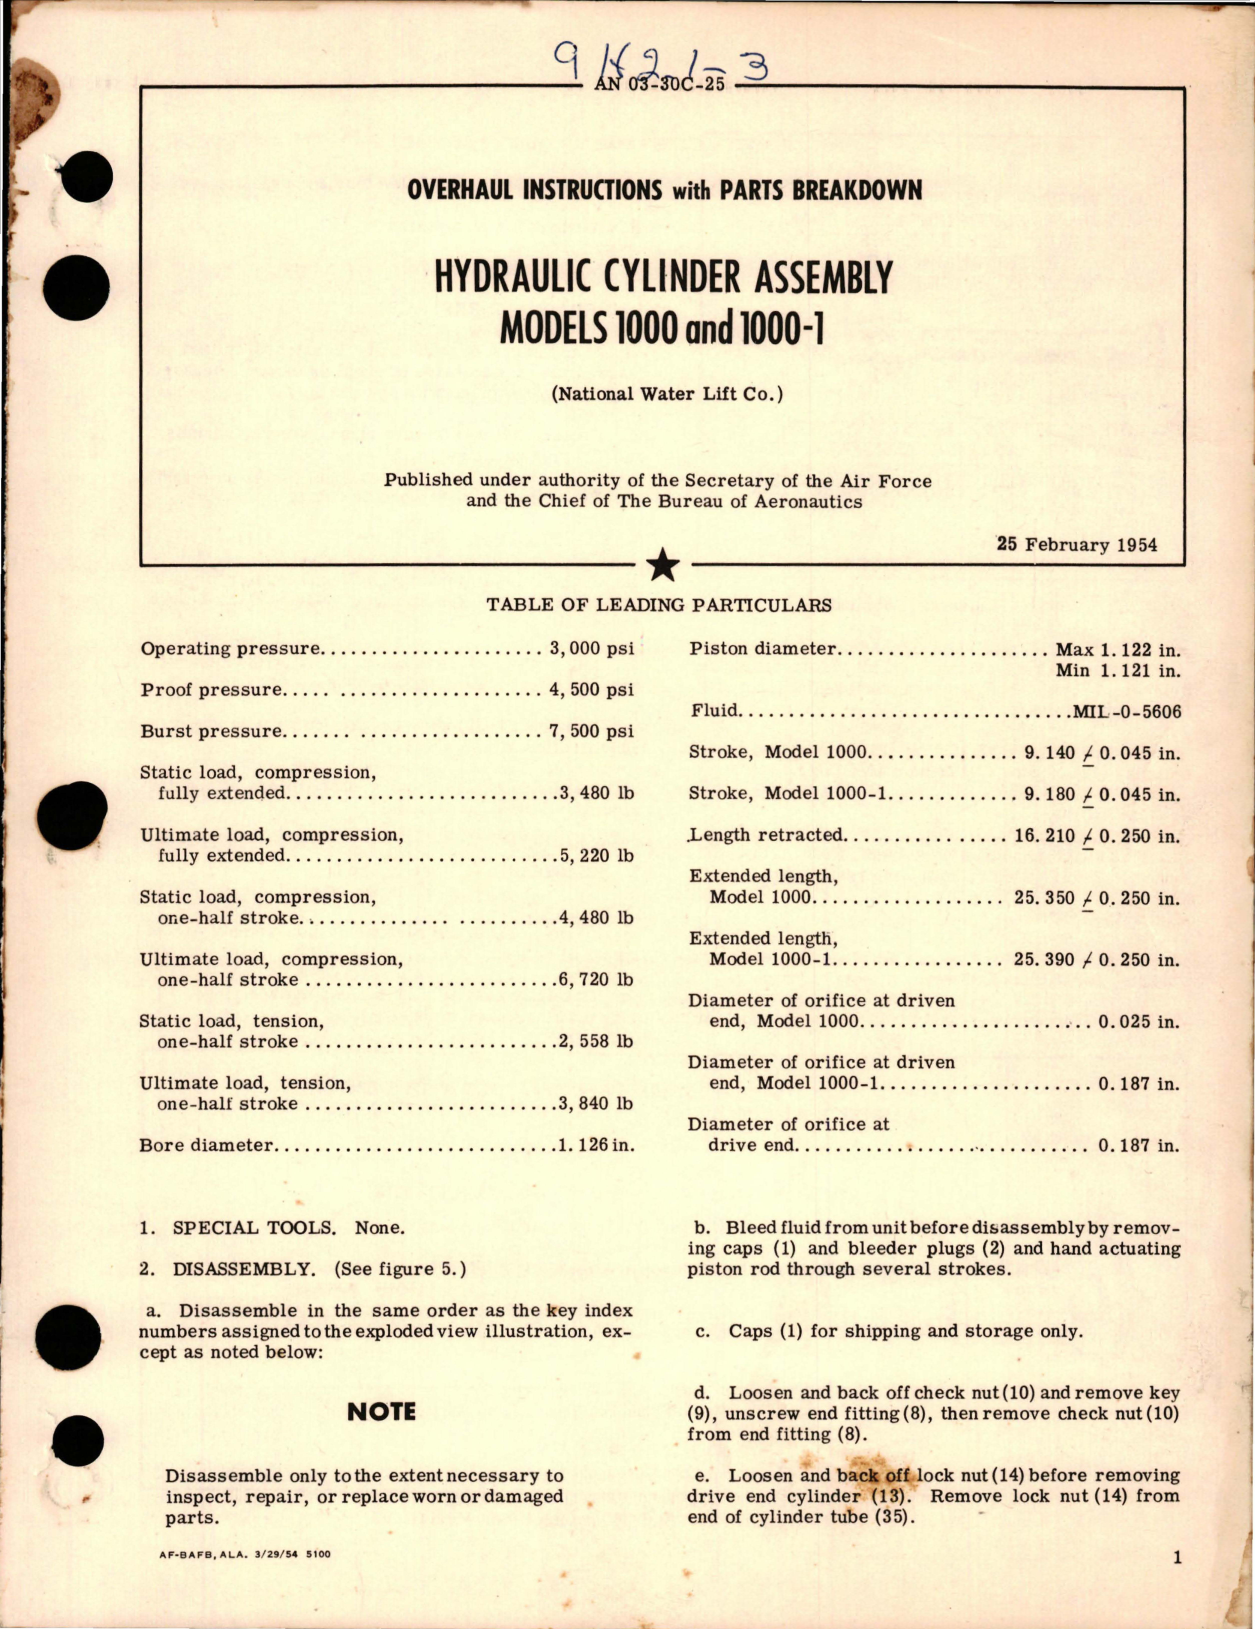 9 H2.1-3
AN 03-30C-25
OVERHAUL INSTRUCTIONS with PARTS BREAKDOWN
HYDRAULIC CYLINDER ASSEMBLY
MODELS 1000 and 1000-1
(National Water Lift Co.)
Published under authority of the Secretary of the Air Force
and the Chief of The Bureau of Aeronautics
25 February 1954
TABLE OF LEADING PARTICULARS
Operating pressure...................... 3,000 psi
Proof pressure..... .................... 4,500 psi
Burst pressure....... .................. 7,500 psi
Static load, compression,
fully extended...........................3,480 lb
Ultimate load, compression,
fully extended...........................5,220 lb
Static load, compression,
one-half stroke............... ..........4,480 lb
Ultimate load, compression,
one-half stroke .........................6,720 lb
Static load, tension,
one-half stroke .........................2,558 lb
Ultimate load, tension,
one-half stroke .........................3,840 lb
Bore diameter............................1.126 in.
Piston diameter..................... Max 1.122 in.
Min 1.121 in.
Fluid.................................MIL-O-5606
Stroke, Model 1000............... 9.140 ⁄ 0.045 in.
Stroke, Model 1000-1............. 9.180 ⁄ 0.045 in.
Length retracted................ 16.210 ⁄ 0.250 in.
Extended length,
Model 1000................... 25.350 ⁄ 0.250 in.
Extended length,
Model 1000-1................. 25.390 ⁄ 0.250 in.
Diameter of orifice at driven
end, Model 1000....................... 0.025 in.
Diameter of orifice at driven
end, Model 1000-1..................... 0.187 in.
Diameter of orifice at
drive end............................. 0.187 in.
1. SPECIAL TOOLS. None.
2. DISASSEMBLY. (See figure 5.)
a. Disassemble in the same order as the key index
numbers assigned to the exploded view illustration, ex-
cept as noted below:
NOTE
Disassemble only to the extent necessary to
inspect, repair, or replace worn or damaged
parts.
b. Bleed fluid from unit before disassembly by remov-
ing caps (1) and bleeder plugs (2) and hand actuating
piston rod through several strokes.
c. Caps (1) for shipping and storage only.
d. Loosen and back off check nut (10) and remove key
(9), unscrew end fitting (8), then remove check nut (10)
from end fitting (8).
e. Loosen and back off lock nut (14) before removing
drive end cylinder (13). Remove lock nut (14) from
end of cylinder tube (35).
AF-BAFB, ALA. 3/29/54 5100
1